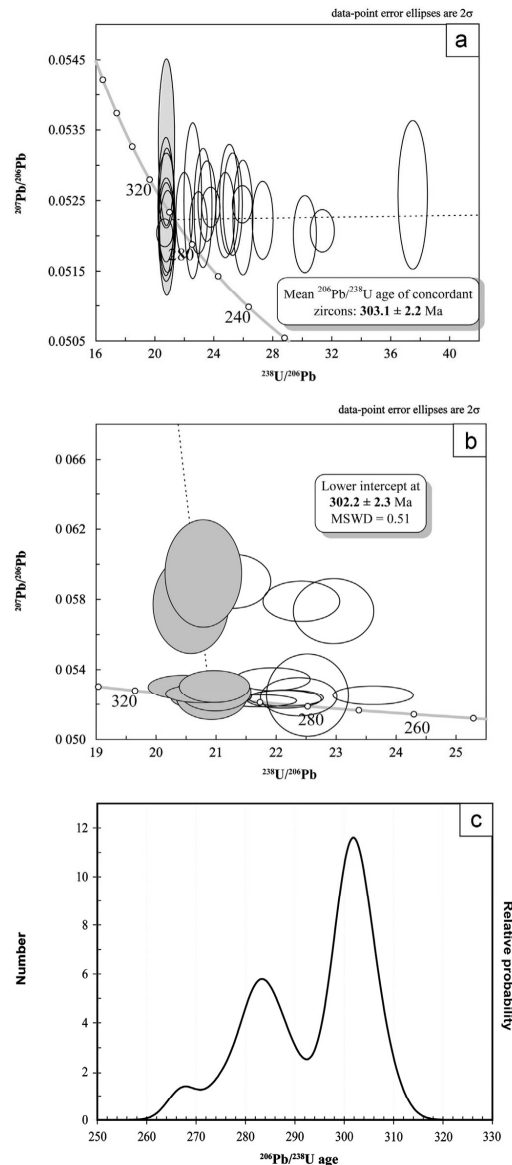 data-point error ellipses are 2σ
a
0.0545
0.0535
0.0525
0.0515
0.0505
²⁰⁷Pb/²⁰⁶Pb
320
280
240
Mean ²⁰⁶Pb/²³⁸U age of concordant
zircons: 303.1 ± 2.2 Ma
16 20 24 28 32 36 40
²³⁸U/²⁰⁶Pb
data-point error ellipses are 2σ
b
0 066
0 062
0 058
0 054
0 050
²⁰⁷Pb/²⁰⁶Pb
Lower intercept at
302.2 ± 2.3 Ma
MSWD = 0.51
320
280
260
19 20 21 22 23 24 25
²³⁸U/²⁰⁶Pb
c
12
10
8
6
4
2
0
Number
Relative probability
250 260 270 280 290 300 310 320 330
²⁰⁶Pb/²³⁸U age